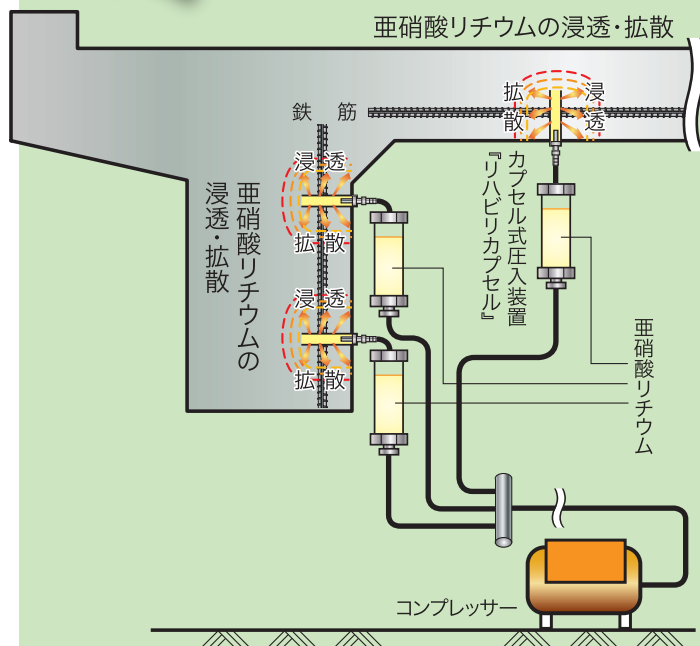 亜硝酸リチウムの浸透・拡散
拡 浸
散 透
鉄 筋
浸 透
拡 散
亜硝酸リチウムの
浸透・拡散
カプセル式圧入装置
『リハビリカプセル』
浸 透
拡 散
亜硝酸リチウム
コンプレッサー